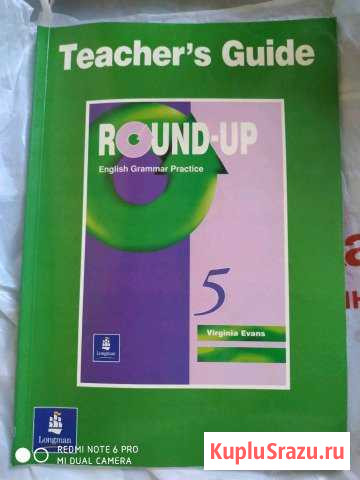 Teacher's Guide
ROUND-UP
English Grammar Practice
5
Virginia Evans
Longman
REDMI NOTE 6 PRO
MI DUAL CAMERA
KupluSrazu.ru